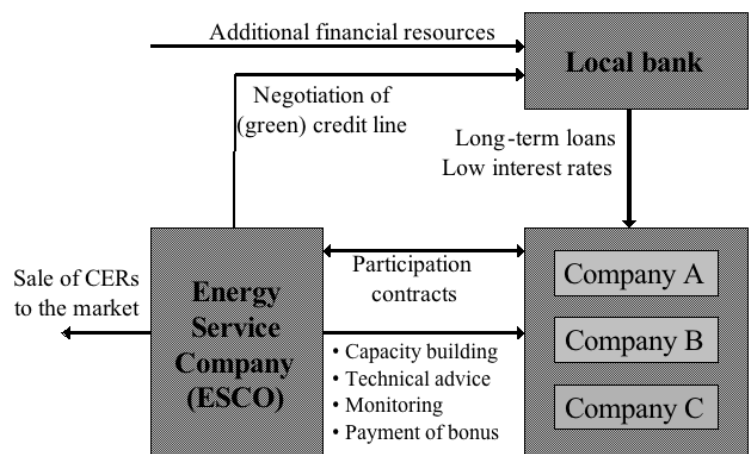 Additional financial resources
Local bank
Negotiation of
(green) credit line
Long-term loans
Low interest rates
Sale of CERs
to the market
Energy
Service
Company
(ESCO)
Participation
contracts
• Capacity building
• Technical advice
• Monitoring
• Payment of bonus
Company A
Company B
Company C